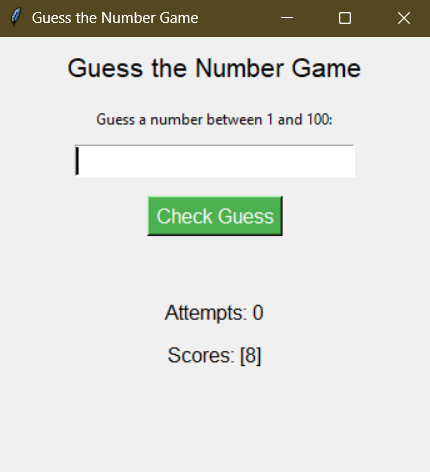 Guess the Number Game
Guess the Number Game
Guess a number between 1 and 100:
Check Guess
Attempts: 0
Scores: [8]